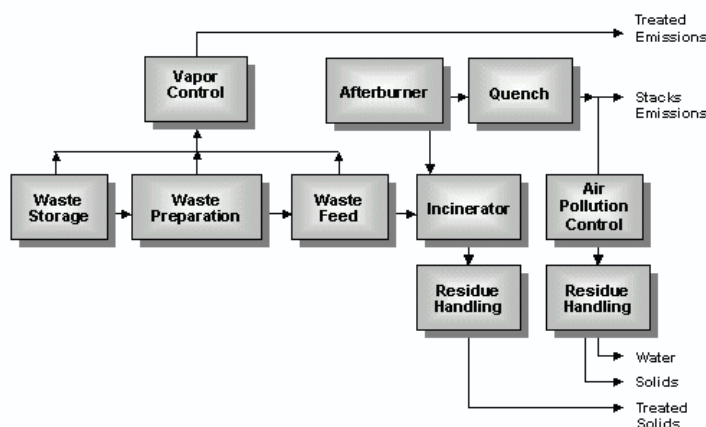 Treated
Emissions
Vapor
Control
Afterburner
Quench
Stacks
Emissions
Waste
Storage
Waste
Preparation
Waste
Feed
Incinerator
Air
Pollution
Control
Residue
Handling
Residue
Handling
Water
Solids
Treated
Solids